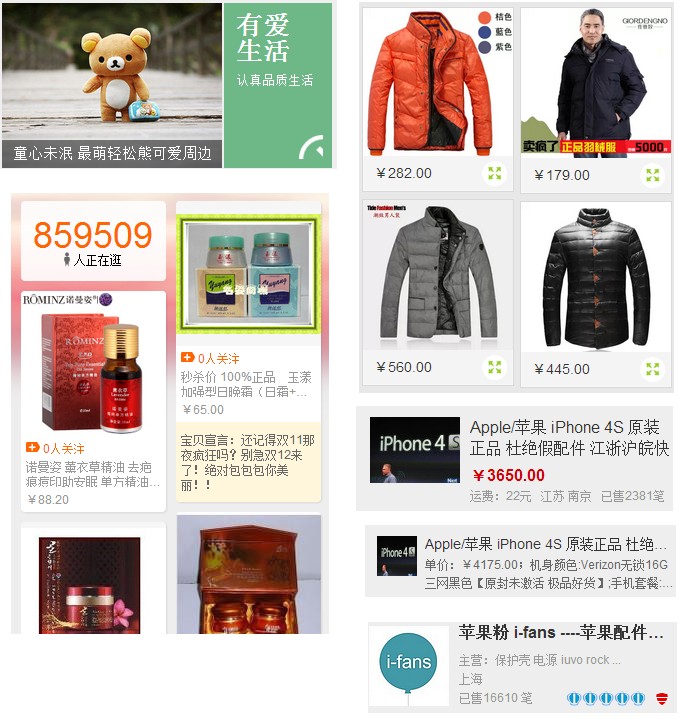 有爱
生活
认真品质生活
童心未泯 最萌轻松熊可爱周边
859509
人正在逛
RŌMINZ 诺曼姿
RŌMINZ
0人关注
诺曼姿 薰衣草精油 去疤
痕痘印助安眠 单方精油…
￥88.20
Yuyang
0人关注
秒杀价 100%正品 玉漾
加强型日晚霜（日霜+…
￥65.00
宝贝宣言：还记得双11那
夜疯狂吗？别急双12来
了！绝对包包包你美
丽！！
桔色
蓝色
紫色
￥282.00
GIORDENGNO
卖疯了 正品羽绒服 5000
￥179.00
Tide Fashion Men's
潮流男人装
￥560.00
￥445.00
iPhone 4S
Apple/苹果 iPhone 4S 原装
正品 杜绝假配件 江浙沪皖快
￥3650.00
运费：22元 江苏 南京 已售2381笔
iPhone 4S
Apple/苹果 iPhone 4S 原装正品 杜绝…
单价：￥4175.00；机身颜色:Verizon无锁16G
三网黑色【原封未激活 极品好货】;手机套餐:…
i-fans
苹果粉 i-fans ----苹果配件…
主营：保护壳 电源 iuvo rock ...
上海
已售16610 笔